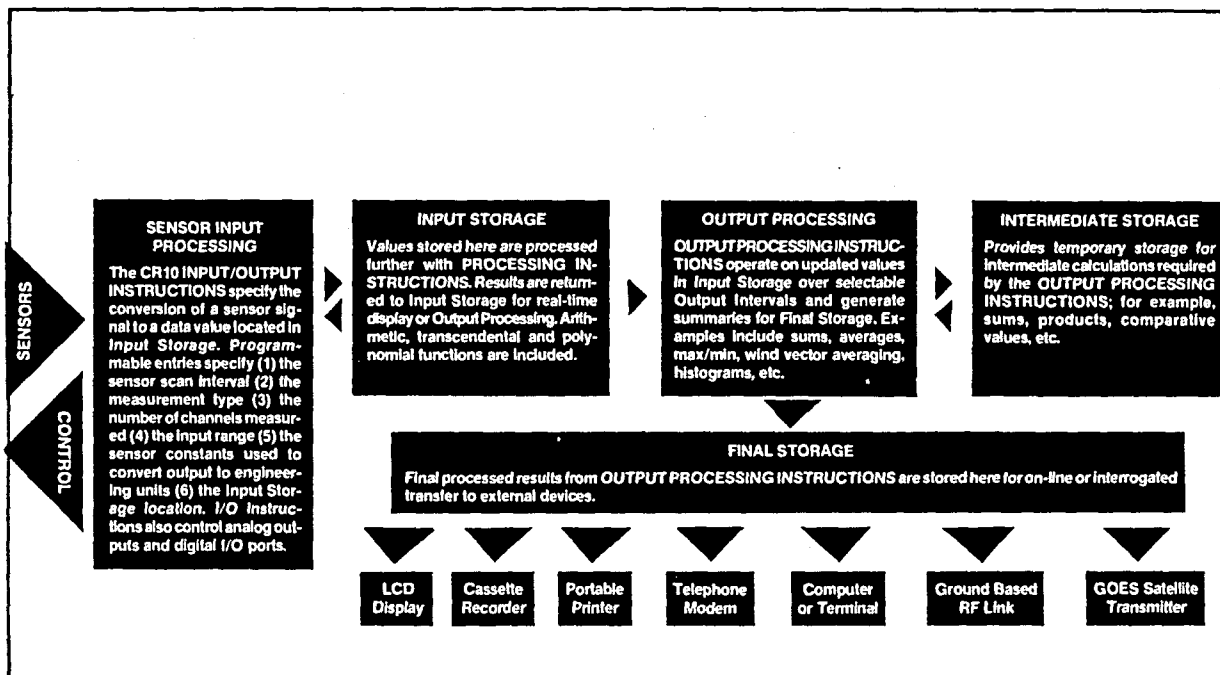 SENSORS
CONTROL
SENSOR INPUT
PROCESSING
The CR10 INPUT/OUTPUT
INSTRUCTIONS specify the
conversion of a sensor sig-
nal to a data value located in
Input Storage. Program-
mable entries specify (1) the
sensor scan interval (2) the
measurement type (3) the
number of channels measur-
ed (4) the input range (5) the
sensor constants used to
convert output to engineer-
ing units (6) the Input Stor-
age location. I/O Instruc-
tions also control analog out-
puts and digital I/O ports.
INPUT STORAGE
Values stored here are processed
further with PROCESSING IN-
STRUCTIONS. Results are return-
ed to Input Storage for real-time
display or Output Processing. Arith-
metic, transcendental and poly-
nomial functions are included.
OUTPUT PROCESSING
OUTPUT PROCESSING INSTRUC-
TIONS operate on updated values
in Input Storage over selectable
Output Intervals and generate
summaries for Final Storage. Ex-
amples include sums, averages,
max/min, wind vector averaging,
histograms, etc.
INTERMEDIATE STORAGE
Provides temporary storage for
intermediate calculations required
by the OUTPUT PROCESSING
INSTRUCTIONS; for example,
sums, products, comparative
values, etc.
FINAL STORAGE
Final processed results from OUTPUT PROCESSING INSTRUCTIONS are stored here for on-line or interrogated
transfer to external devices.
LCD
Display
Cassette
Recorder
Portable
Printer
Telephone
Modem
Computer
or Terminal
Ground Based
RF Link
GOES Satellite
Transmitter